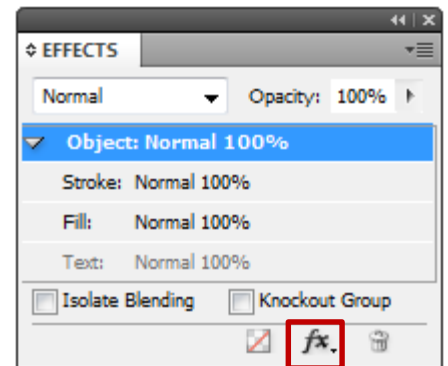 EFFECTS
Normal Opacity: 100%
Object: Normal 100%
Stroke: Normal 100%
Fill: Normal 100%
Text: Normal 100%
Isolate Blending Knockout Group
fx.